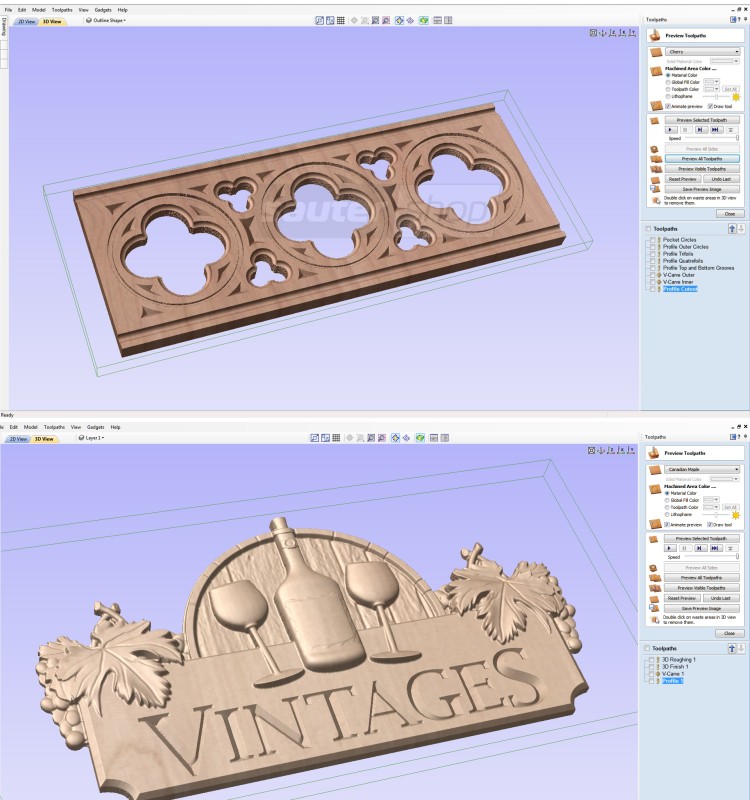 File Edit Model Toolpaths View Gadgets Help
2D View 3D View Outline Shape
Drawing
sauter shop
Ready
Toolpaths
Preview Toolpaths
Cherry
Solid Material Color
Machined Area Color ...
Material Color
Global Fill Color
Toolpath Color Set All
Lithophane
Animate preview Draw tool
Preview Selected Toolpath
Speed
Preview All Sides
Preview All Toolpaths
Preview Visible Toolpaths
Reset Preview Undo Last
Save Preview Image
Double click on waste areas in 3D view
to remove them.
Close
Toolpaths
Pocket Circles
Profile Outer Circles
Profile Trifoils
Profile Quatrefoils
Profile Top and Bottom Grooves
V-Carve Outer
V-Carve Inner
Profile Cutout
Edit Model Toolpaths View Gadgets Help
2D View 3D View Layer 1
VINTAGES
Toolpaths
Preview Toolpaths
Canadian Maple
Solid Material Color
Machined Area Color ...
Material Color
Global Fill Color
Toolpath Color Set All
Lithophane
Animate preview Draw tool
Preview Selected Toolpath
Speed
Preview All Sides
Preview All Toolpaths
Preview Visible Toolpaths
Reset Preview Undo Last
Save Preview Image
Double click on waste areas in 3D view
to remove them.
Close
Toolpaths
3D Roughing 1
3D Finish 1
V-Carve 1
Profile 1